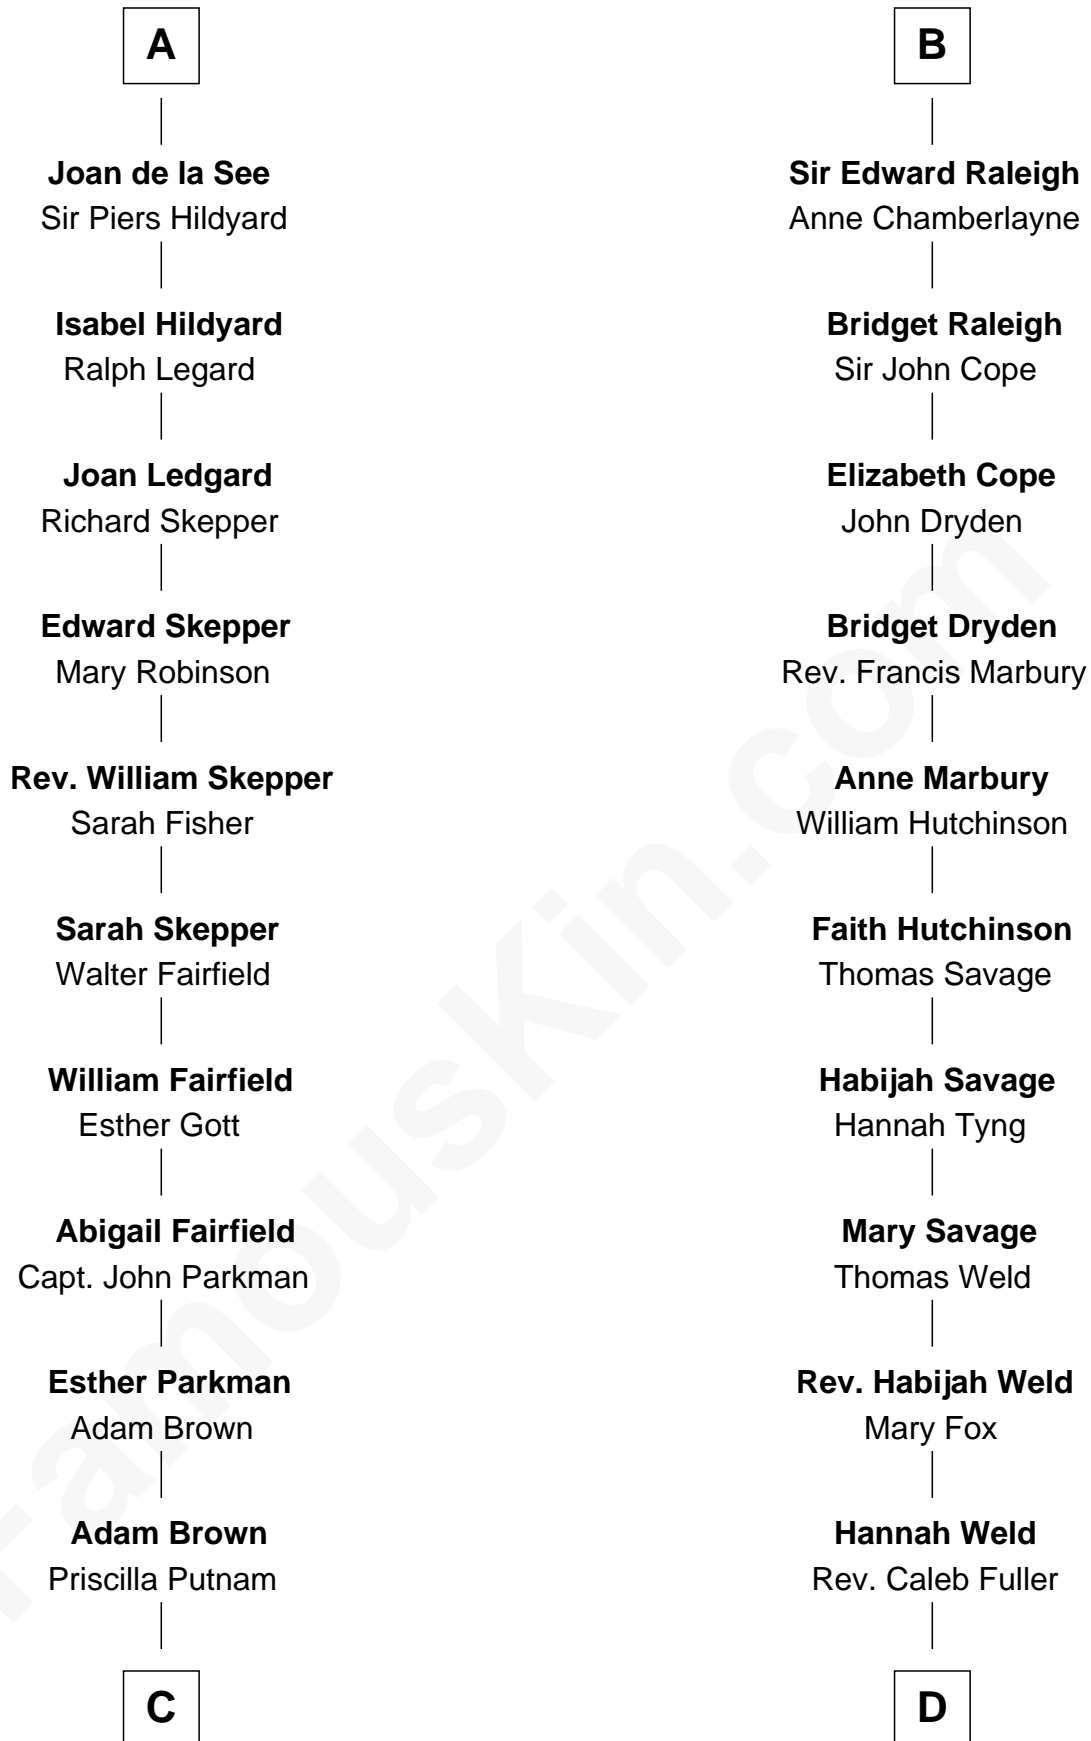 A
Joan de la See
Sir Piers Hildyard
Isabel Hildyard
Ralph Legard
Joan Ledgard
Richard Skepper
Edward Skepper
Mary Robinson
Rev. William Skepper
Sarah Fisher
Sarah Skepper
Walter Fairfield
William Fairfield
Esther Gott
Abigail Fairfield
Capt. John Parkman
Esther Parkman
Adam Brown
Adam Brown
Priscilla Putnam
C
B
Sir Edward Raleigh
Anne Chamberlayne
Bridget Raleigh
Sir John Cope
Elizabeth Cope
John Dryden
Bridget Dryden
Rev. Francis Marbury
Anne Marbury
William Hutchinson
Faith Hutchinson
Thomas Savage
Habijah Savage
Hannah Tyng
Mary Savage
Thomas Weld
Rev. Habijah Weld
Mary Fox
Hannah Weld
Rev. Caleb Fuller
D
FamousKin.com